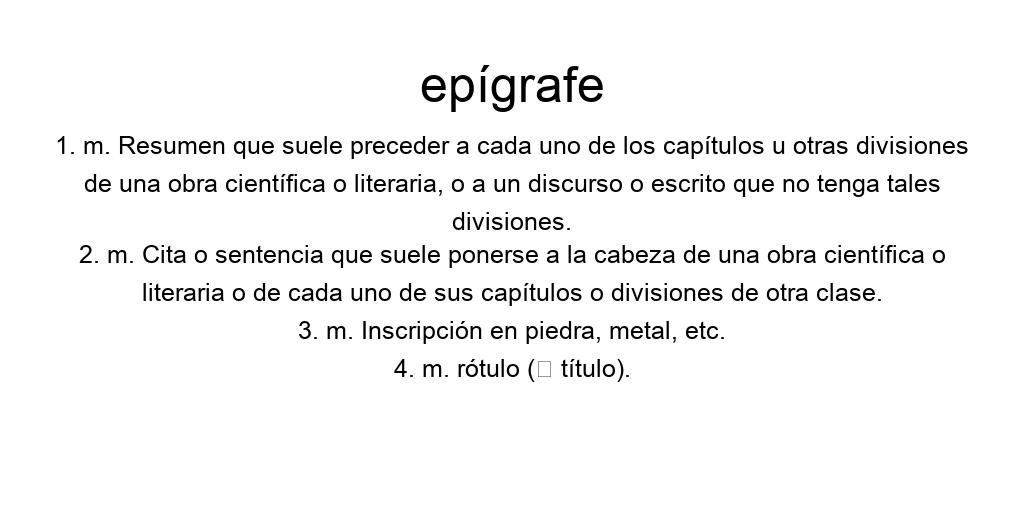 epígrafe
1. m. Resumen que suele preceder a cada uno de los capítulos u otras divisiones
de una obra científica o literaria, o a un discurso o escrito que no tenga tales
divisiones.
2. m. Cita o sentencia que suele ponerse a la cabeza de una obra científica o
literaria o de cada uno de sus capítulos o divisiones de otra clase.
3. m. Inscripción en piedra, metal, etc.
4. m. rótulo (□ título).